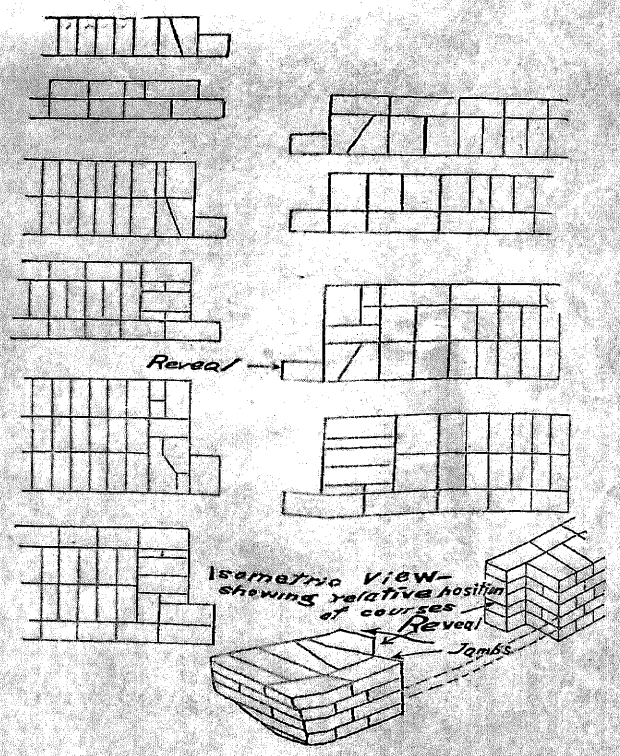 Reveal
Isometric View-
showing relative position
of courses
Reveal
Jambs